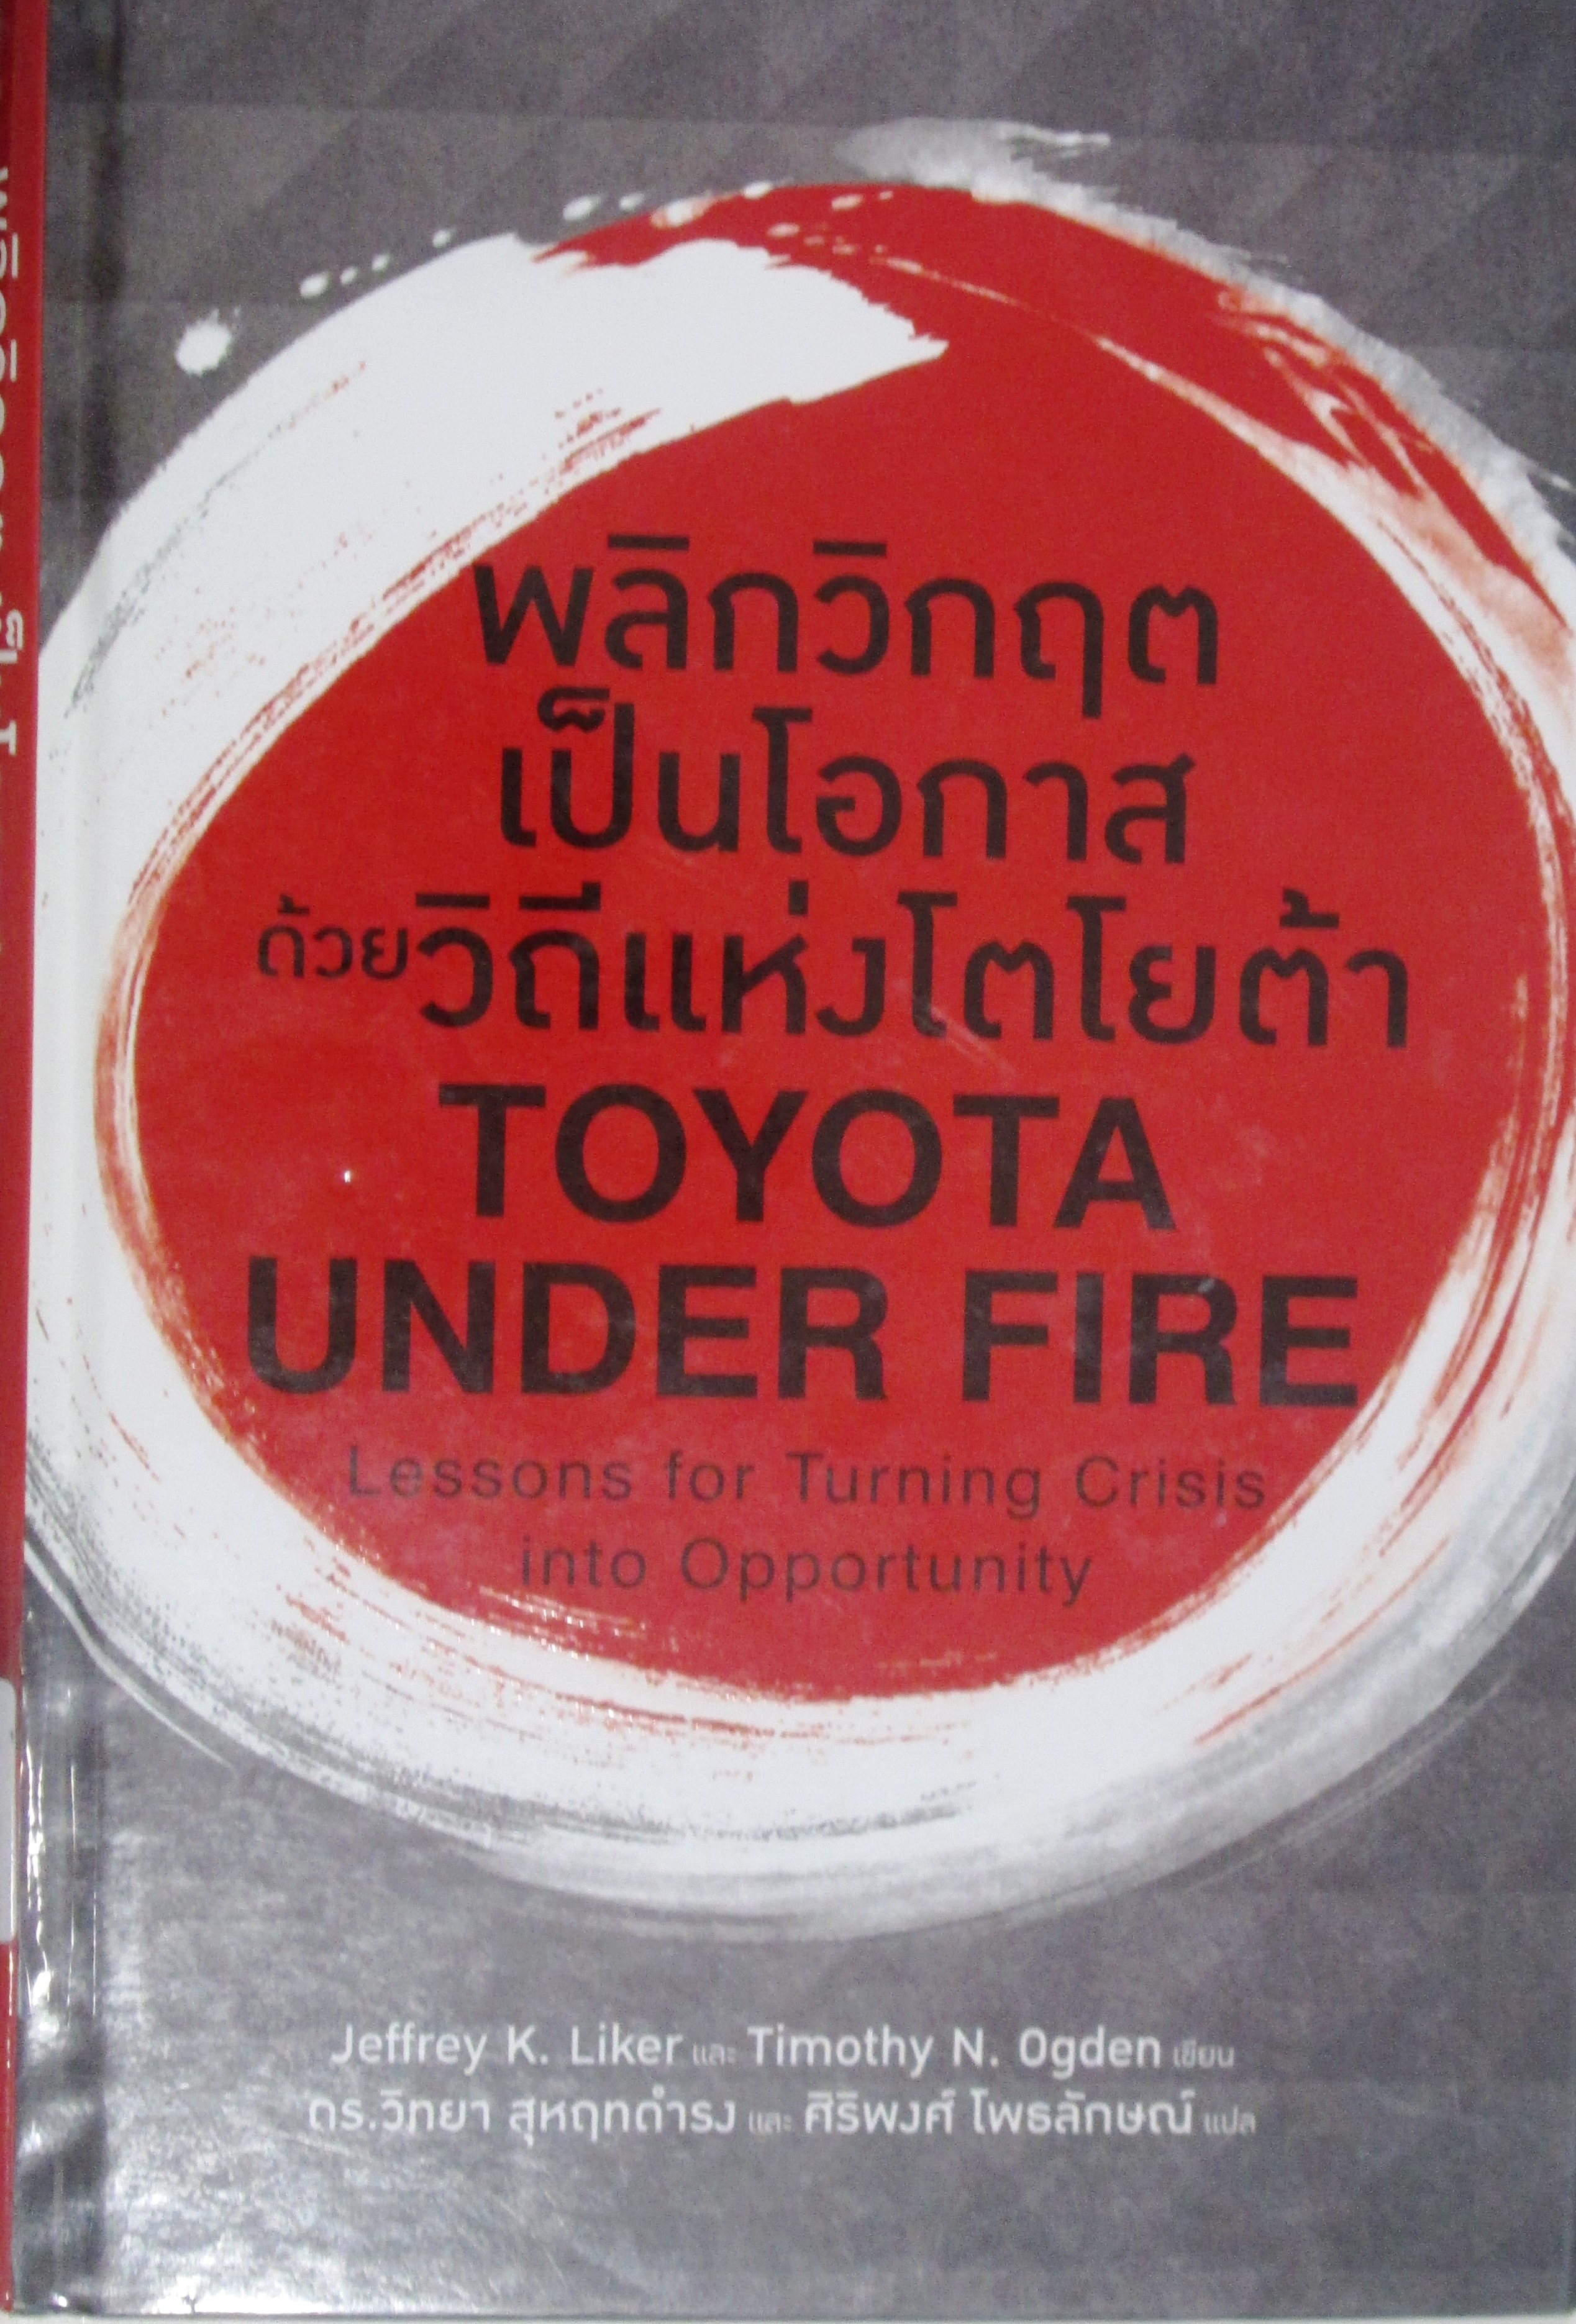 พลิกวิกฤต
เป็นโอกาส
ด้วยวิถีแห่งโตโยต้า
TOYOTA
UNDER FIRE
Lessons for Turning Crisis
into Opportunity
Jeffrey K. Liker และ Timothy N. Ogden เขียน
ดร.วิทยา สุหฤทดำรง และ ศิริพงศ์ โพธลักษณ์ แปล